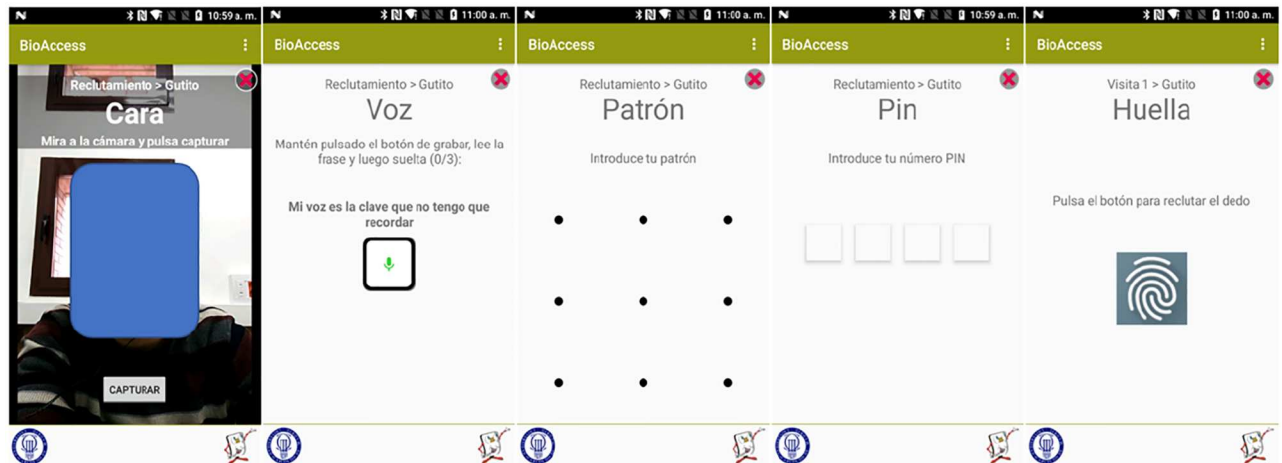 10:59 a. m.
BioAccess
Reclutamiento > Gutito
Cara
Mira a la cámara y pulsa capturar
CAPTURAR
11:00 a. m.
BioAccess
Reclutamiento > Gutito
Voz
Mantén pulsado el botón de grabar, lee la
frase y luego suelta (0/3):
Mi voz es la clave que no tengo que
recordar
11:00 a. m.
BioAccess
Reclutamiento > Gutito
Patrón
Introduce tu patrón
10:59 a. m.
BioAccess
Reclutamiento > Gutito
Pin
Introduce tu número PIN
11:00 a. m.
BioAccess
Visita 1 > Gutito
Huella
Pulsa el botón para reclutar el dedo